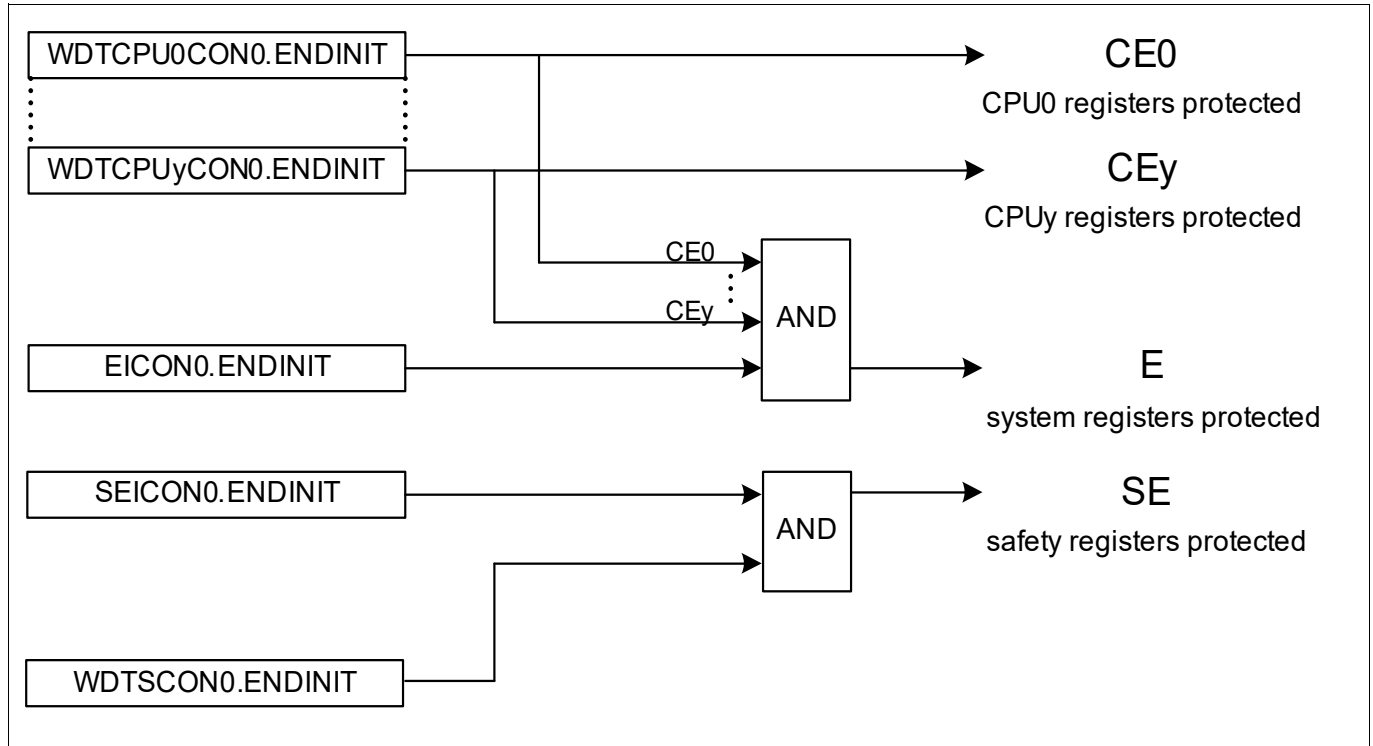 WDTCPU0CON0.ENDINIT
CE0
CPU0 registers protected
WDTCPUyCON0.ENDINIT
CEy
CPUy registers protected
CE0
CEy
AND
EICON0.ENDINIT
E
system registers protected
SEICON0.ENDINIT
AND
SE
safety registers protected
WDTSCON0.ENDINIT